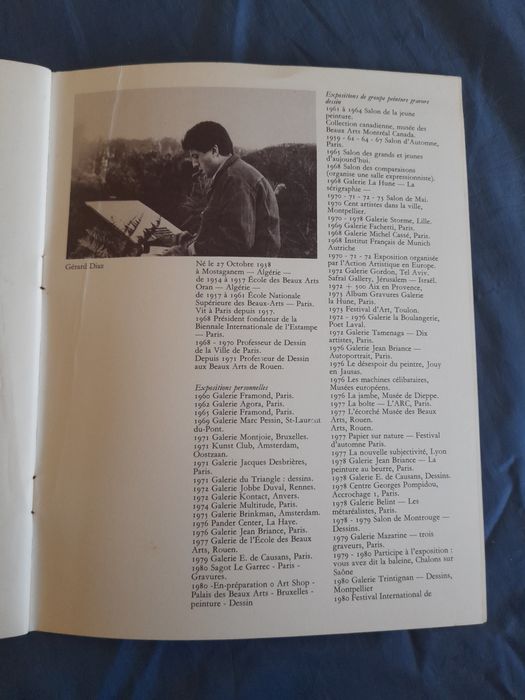 Gérard Diaz
Né le 27 Octobre 1938
à Mostaganem — Algérie —
de 1954 à 1957 École des Beaux Arts
Oran — Algérie —
de 1957 à 1961 École Nationale
Supérieure des Beaux-Arts — Paris.
Vit à Paris depuis 1957.
1968 Président fondateur de la
Biennale Internationale de l'Estampe
— Paris.
1968 - 1970 Professeur de Dessin
de la Ville de Paris.
Depuis 1971 Professeur de Dessin
aux Beaux Arts de Rouen.
Expositions personnelles
1960 Galerie Framond, Paris.
1962 Galerie Agora, Paris.
1965 Galerie Framond, Paris.
1969 Galerie Marc Pessin, St-Laurent
du-Pont.
1971 Galerie Montjoie, Bruxelles.
1971 Kunst Club, Amsterdam,
Oostzaan.
1971 Galerie Jacques Desbrières,
Paris.
1971 Galerie du Triangle : dessins.
1972 Galerie Jobbe Duval, Rennes.
1972 Galerie Kontact, Anvers.
1974 Galerie Multitude, Paris.
1975 Galerie Brinkman, Amsterdam.
1976 Pander Center, La Haye.
1976 Galerie Jean Briance, Paris.
1977 Galerie de l'École des Beaux
Arts, Rouen.
1979 Galerie E. de Causans, Paris.
1980 Sagot Le Garrec - Paris -
Gravures.
1980 -En-préparation o Art Shop -
Palais des Beaux Arts - Bruxelles -
peinture - Dessin
Expositions de groupe peinture gravure
dessin
1961 à 1964 Salon de la jeune
peinture.
Collection canadienne, musée des
Beaux Arts Montréal Canada.
1959 - 61 - 64 - 67 Salon d'Automne,
Paris.
1965 Salon des grands et jeunes
d'aujourd'hui.
1968 Salon des comparaisons
(organise une salle expressionniste).
1968 Galerie La Hune — La
sérigraphie —
1970 - 71 - 72 - 73 Salon de Mai.
1970 Cent artistes dans la ville,
Montpellier.
1970 - 1978 Galerie Storme, Lille.
1969 Galerie Fachetti, Paris.
1968 Galerie Michel Cassé, Paris.
1968 Institut Français de Munich
Autriche
1970 - 71 - 72 Exposition organisée
par l'Action Artistique en Europe.
1972 Galerie Gordon, Tel Aviv.
Safraï Gallery, Jérusalem — Israël.
1972 + 500 Aix en Provence,
1971 Album Gravures Galerie
la Hune, Paris.
1973 Festival d'Art, Toulon.
1972 - 1976 Galerie la Boulangerie,
Poet Laval.
1972 Galerie Tamenaga — Dix
artistes, Paris.
1976 Galerie Jean Briance —
Autoportrait, Paris.
1976 Le désespoir du peintre, Jouy
en Jausas.
1976 Les machines célibataires,
Musées européens.
1976 La jambe, Musée de Dieppe.
1977 La boîte — L'ARC, Paris.
1977 L'écorché Musée des Beaux
Arts, Rouen.
1977 Papier sur nature — Festival
d'automne Paris.
1977 La nouvelle subjectivité, Lyon
1978 Galerie Jean Briance — La
peinture au beurre, Paris.
1978 Galerie E. de Causans, Dessins.
1978 Centre Georges Pompidou,
Accrochage 1, Paris.
1978 Galerie Belint — Les
métaréalistes, Paris.
1978 - 1979 Salon de Montrouge —
Dessins.
1979 Galerie Mazarine — trois
graveurs, Paris.
1979 - 1980 Participe à l'exposition :
vous avez dit la baleine, Chalons sur
Saône
1980 Galerie Trintignan — Dessins,
Montpellier
1980 Festival International de